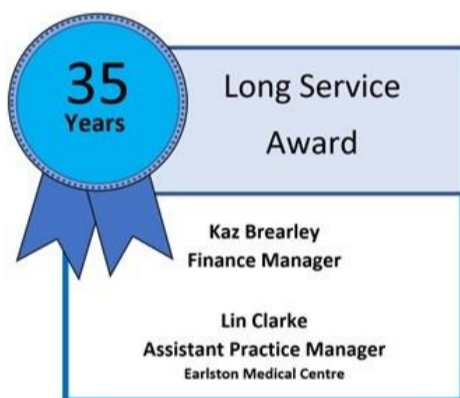 35
Years
Long Service
Award
Kaz Brearley
Finance Manager
Lin Clarke
Assistant Practice Manager
Earlston Medical Centre